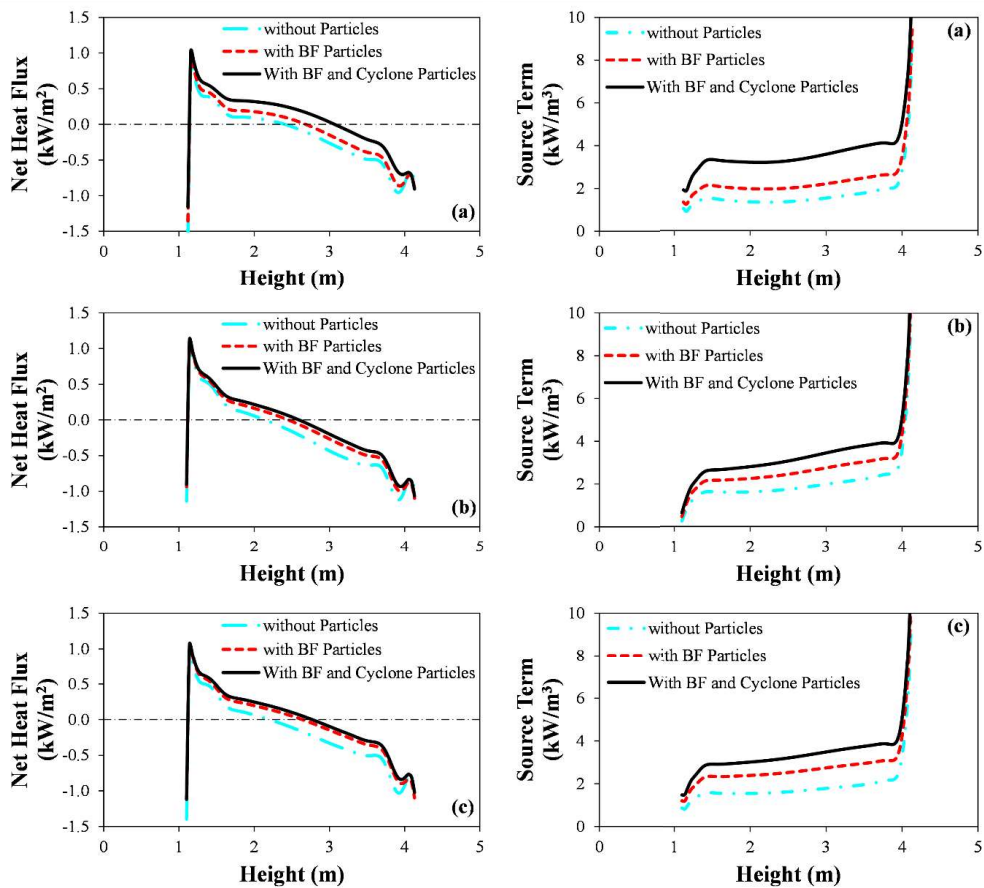 Net Heat Flux
(kW/m²)
1.5
1.0
0.5
0.0
-0.5
-1.0
-1.5
without Particles
with BF Particles
With BF and Cyclone Particles
(a)
0 1 2 3 4 5
Height (m)
Source Term
(kW/m³)
10
8
6
4
2
0
without Particles
with BF Particles
With BF and Cyclone Particles
(a)
0 1 2 3 4 5
Height (m)
Net Heat Flux
(kW/m²)
1.5
1.0
0.5
0.0
-0.5
-1.0
-1.5
without Particles
with BF Particles
With BF and Cyclone Particles
(b)
0 1 2 3 4 5
Height (m)
Source Term
(kW/m³)
10
8
6
4
2
0
without Particles
with BF Particles
With BF and Cyclone Particles
(b)
0 1 2 3 4 5
Height (m)
Net Heat Flux
(kW/m²)
1.5
1.0
0.5
0.0
-0.5
-1.0
-1.5
without Particles
with BF Particles
With BF and Cyclone Particles
(c)
0 1 2 3 4 5
Height (m)
Source Term
(kW/m³)
10
8
6
4
2
0
without Particles
with BF Particles
With BF and Cyclone Particles
(c)
0 1 2 3 4 5
Height (m)